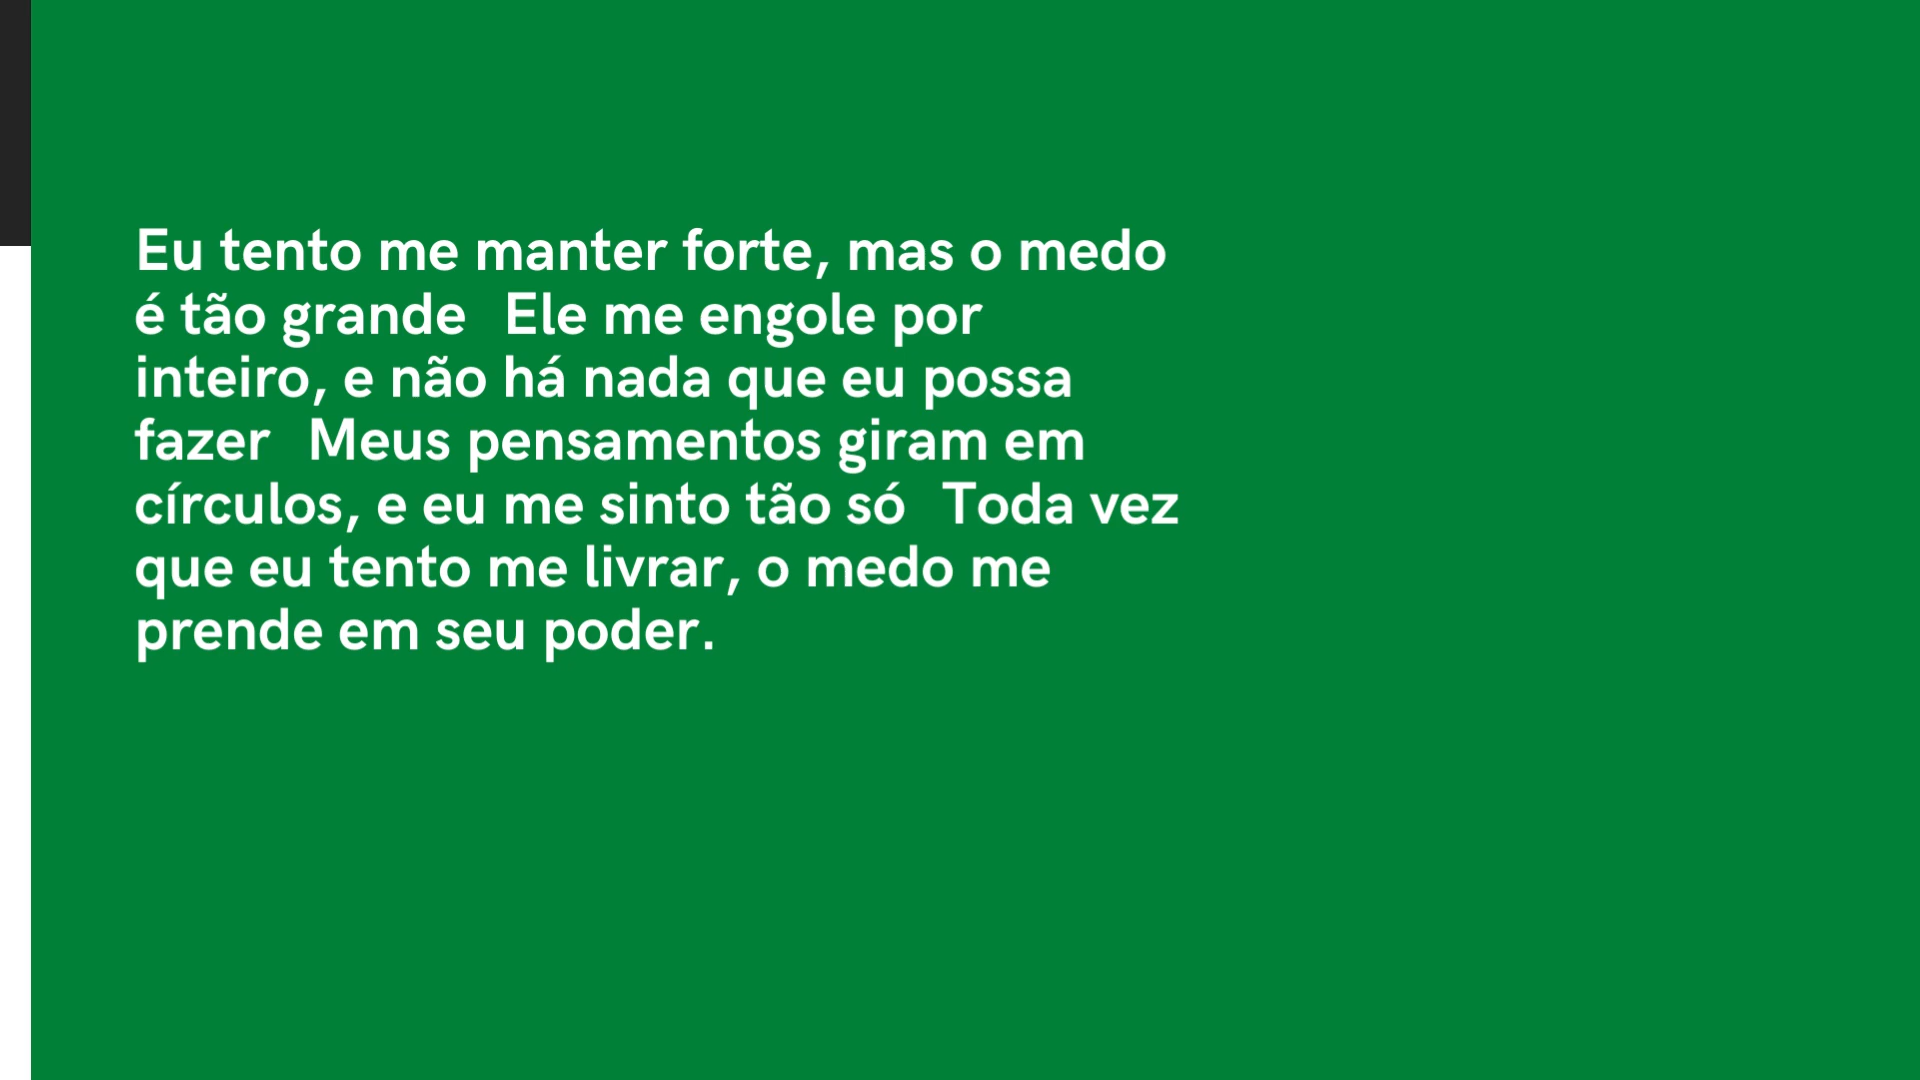 Eu tento me manter forte, mas o medo
é tão grande   Ele me engole por
inteiro, e não há nada que eu possa
fazer   Meus pensamentos giram em
círculos, e eu me sinto tão só   Toda vez
que eu tento me livrar, o medo me
prende em seu poder.